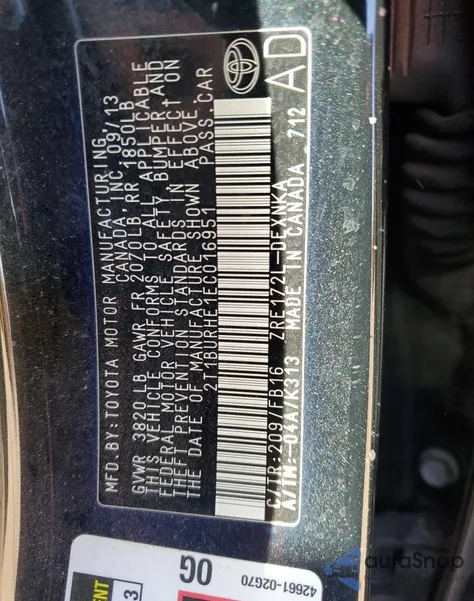 MFD.BY:TOYOTA MOTOR MANUFACTURING,
CANADA, INC. 09/13
GVWR 3820LB GAWR FR 2070LB, RR 1850LB
THIS VEHICLE CONFORMS TO ALL APPLICABLE
FEDERAL MOTOR VEHICLE SAFETY, BUMPER, AND
THEFT PREVENTION STANDARDS IN EFFECT ON
THE DATE OF MANUFACTURE SHOWN ABOVE.
2T1BURHE1EC016951 PASS. CAR
C/TR:209/FB16 ZRE172L-DEXNKA
A/TM:-04A/K313 MADE IN CANADA 712
AD
42661-02G70
OG
autoSnap